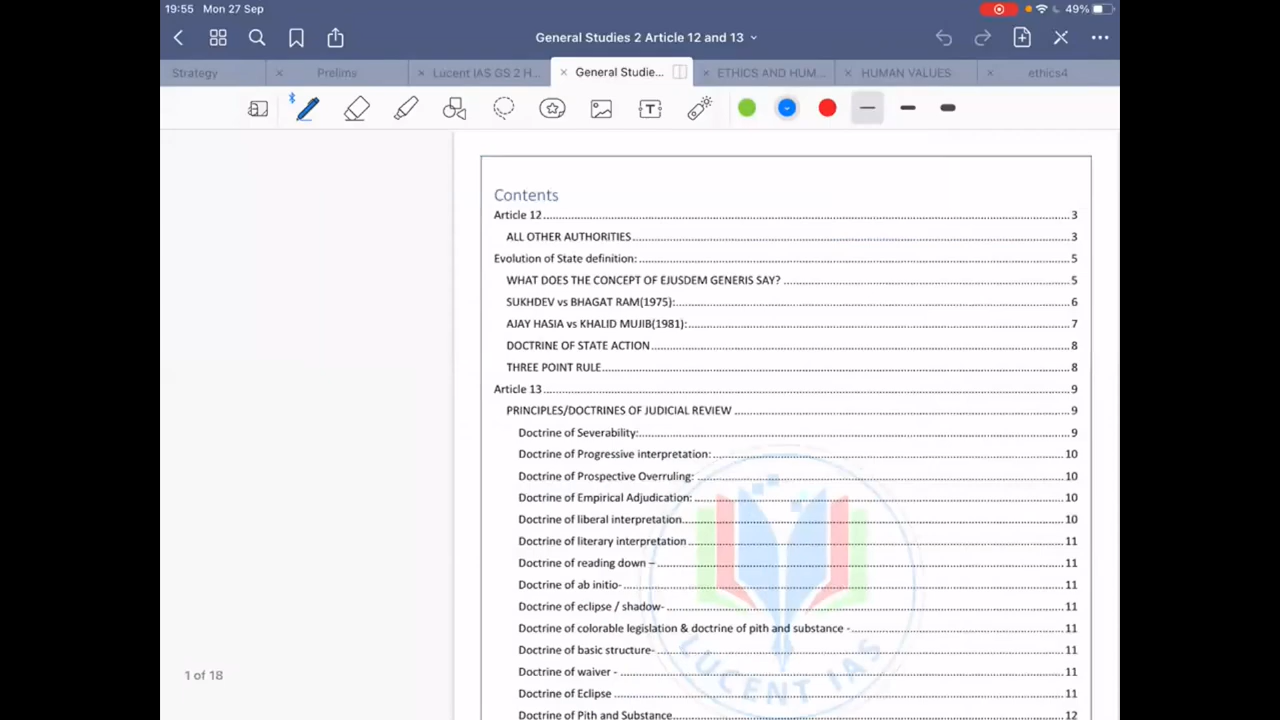 19:55 Mon 27 Sep
49%
General Studies 2 Article 12 and 13
Strategy
Prelims
Lucent IAS GS 2 H...
General Studie...
ETHICS AND HUM...
HUMAN VALUES
ethics4
Contents
Article 12 3
ALL OTHER AUTHORITIES 3
Evolution of State definition: 5
WHAT DOES THE CONCEPT OF EJUSDEM GENERIS SAY? 5
SUKHDEV vs BHAGAT RAM(1975): 6
AJAY HASIA vs KHALID MUJIB(1981): 7
DOCTRINE OF STATE ACTION 8
THREE POINT RULE 8
Article 13 9
PRINCIPLES/DOCTRINES OF JUDICIAL REVIEW 9
Doctrine of Severability: 9
Doctrine of Progressive interpretation: 10
Doctrine of Prospective Overruling: 10
Doctrine of Empirical Adjudication: 10
Doctrine of liberal interpretation 10
Doctrine of literary interpretation 11
Doctrine of reading down – 11
Doctrine of ab initio- 11
Doctrine of eclipse / shadow- 11
Doctrine of colorable legislation & doctrine of pith and substance - 11
Doctrine of basic structure- 11
Doctrine of waiver - 11
Doctrine of Eclipse 11
Doctrine of Pith and Substance 12
LUCENT IAS
1 of 18